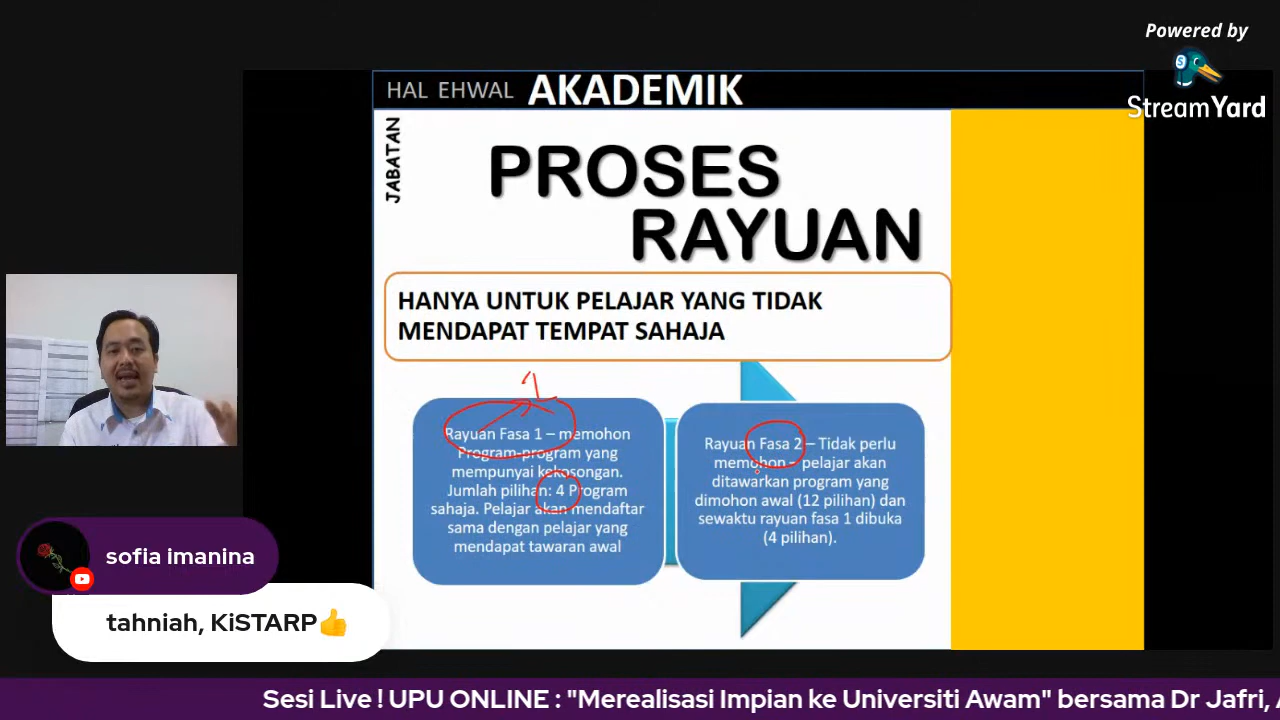 Powered by
StreamYard
HAL EHWAL AKADEMIK
JABATAN
PROSES
RAYUAN
HANYA UNTUK PELAJAR YANG TIDAK
MENDAPAT TEMPAT SAHAJA
Rayuan Fasa 1 – memohon
Program-program yang
mempunyai kekosongan.
Jumlah pilihan: 4 Program
sahaja. Pelajar akan mendaftar
sama dengan pelajar yang
mendapat tawaran awal
Rayuan Fasa 2 – Tidak perlu
memohon – pelajar akan
ditawarkan program yang
dimohon awal (12 pilihan) dan
sewaktu rayuan fasa 1 dibuka
(4 pilihan).
sofia imanina
tahniah, KiSTARP👍
Sesi Live ! UPU ONLINE : "Merealisasi Impian ke Universiti Awam" bersama Dr Jafri,